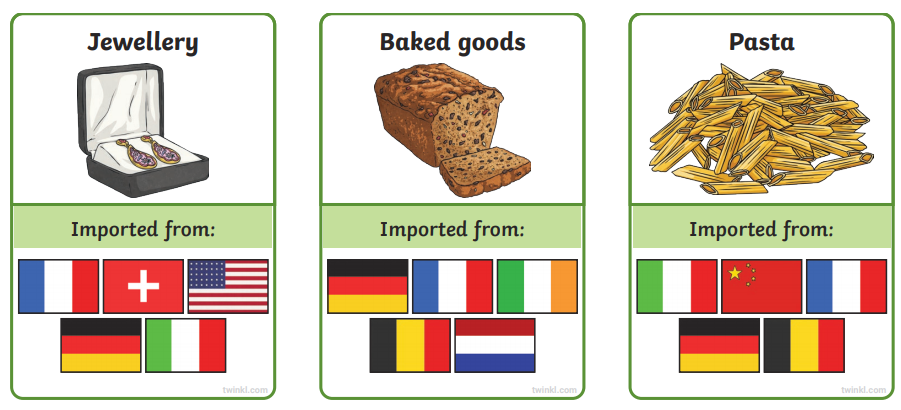 Jewellery
Imported from:
twinkl.com
Baked goods
Imported from:
twinkl.com
Pasta
Imported from:
twinkl.com